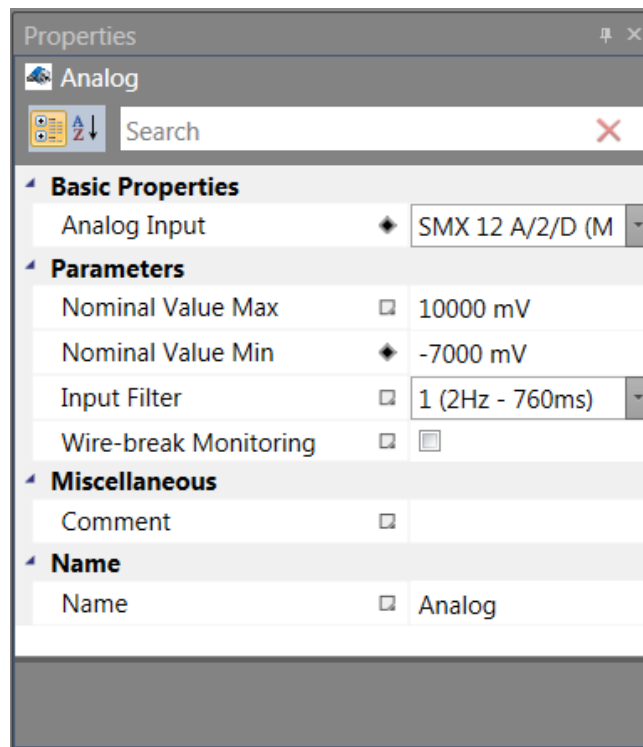 Properties
Analog
Search
Basic Properties
Analog Input SMX 12 A/2/D (M
Parameters
Nominal Value Max 10000 mV
Nominal Value Min -7000 mV
Input Filter 1 (2Hz - 760ms)
Wire-break Monitoring
Miscellaneous
Comment
Name
Name Analog